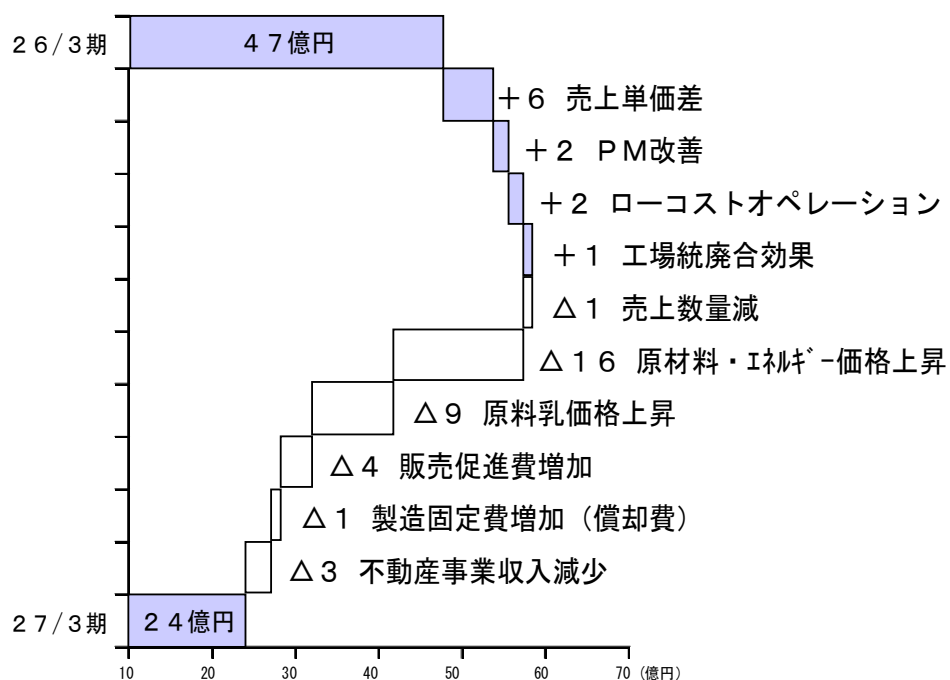 ２６/３期
４７億円
＋６ 売上単価差
＋２ ＰＭ改善
＋２ ローコストオペレーション
＋１ 工場統廃合効果
△１ 売上数量減
△１６ 原材料・ｴﾈﾙｷﾞｰ価格上昇
△９ 原料乳価格上昇
△４ 販売促進費増加
△１ 製造固定費増加（償却費）
△３ 不動産事業収入減少
２７/３期
２４億円
10 20 30 40 50 60 70 (億円)